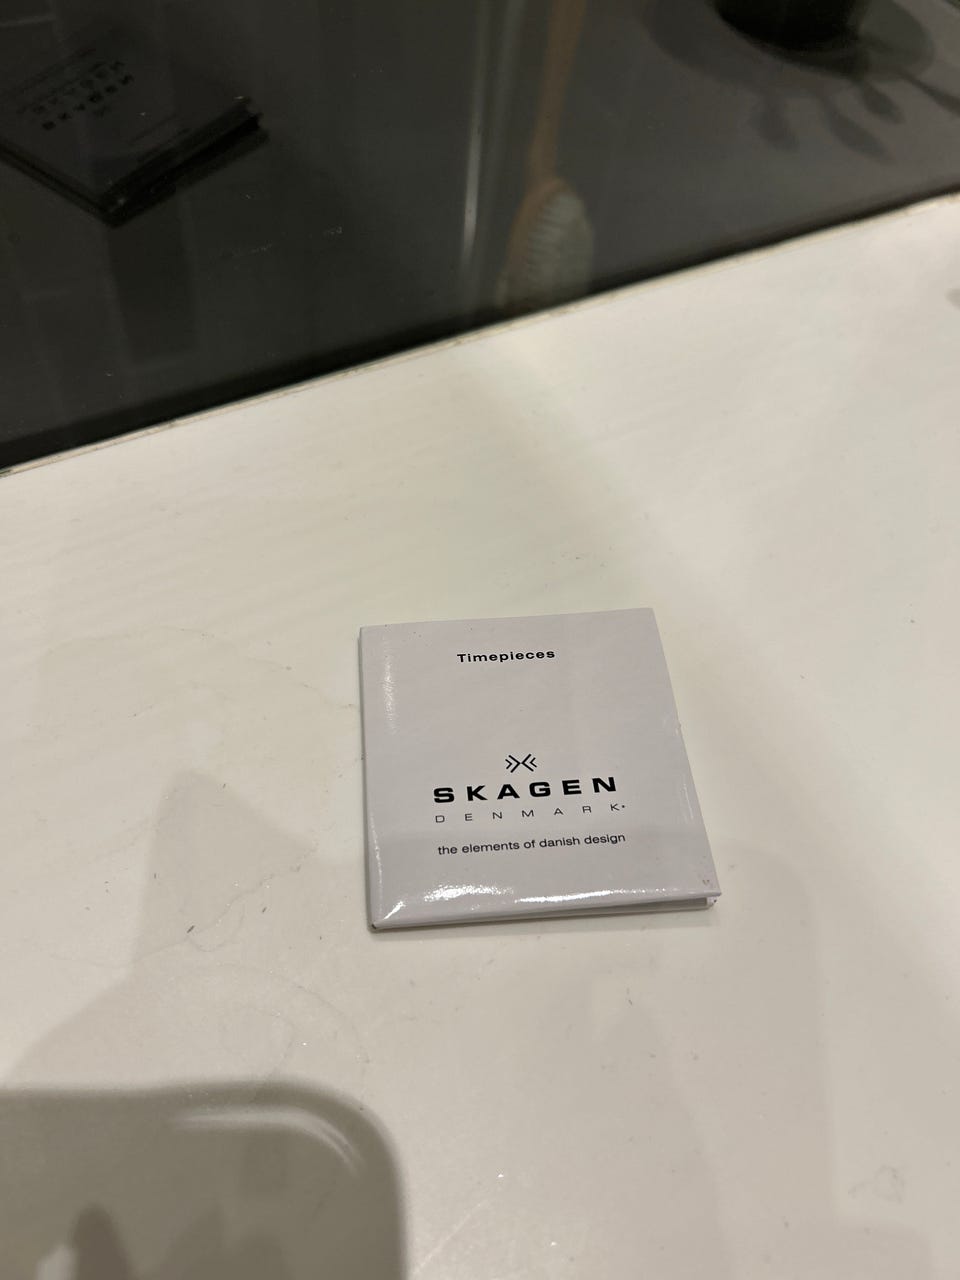 Timepieces
SKAGEN
DENMARK
the elements of danish design